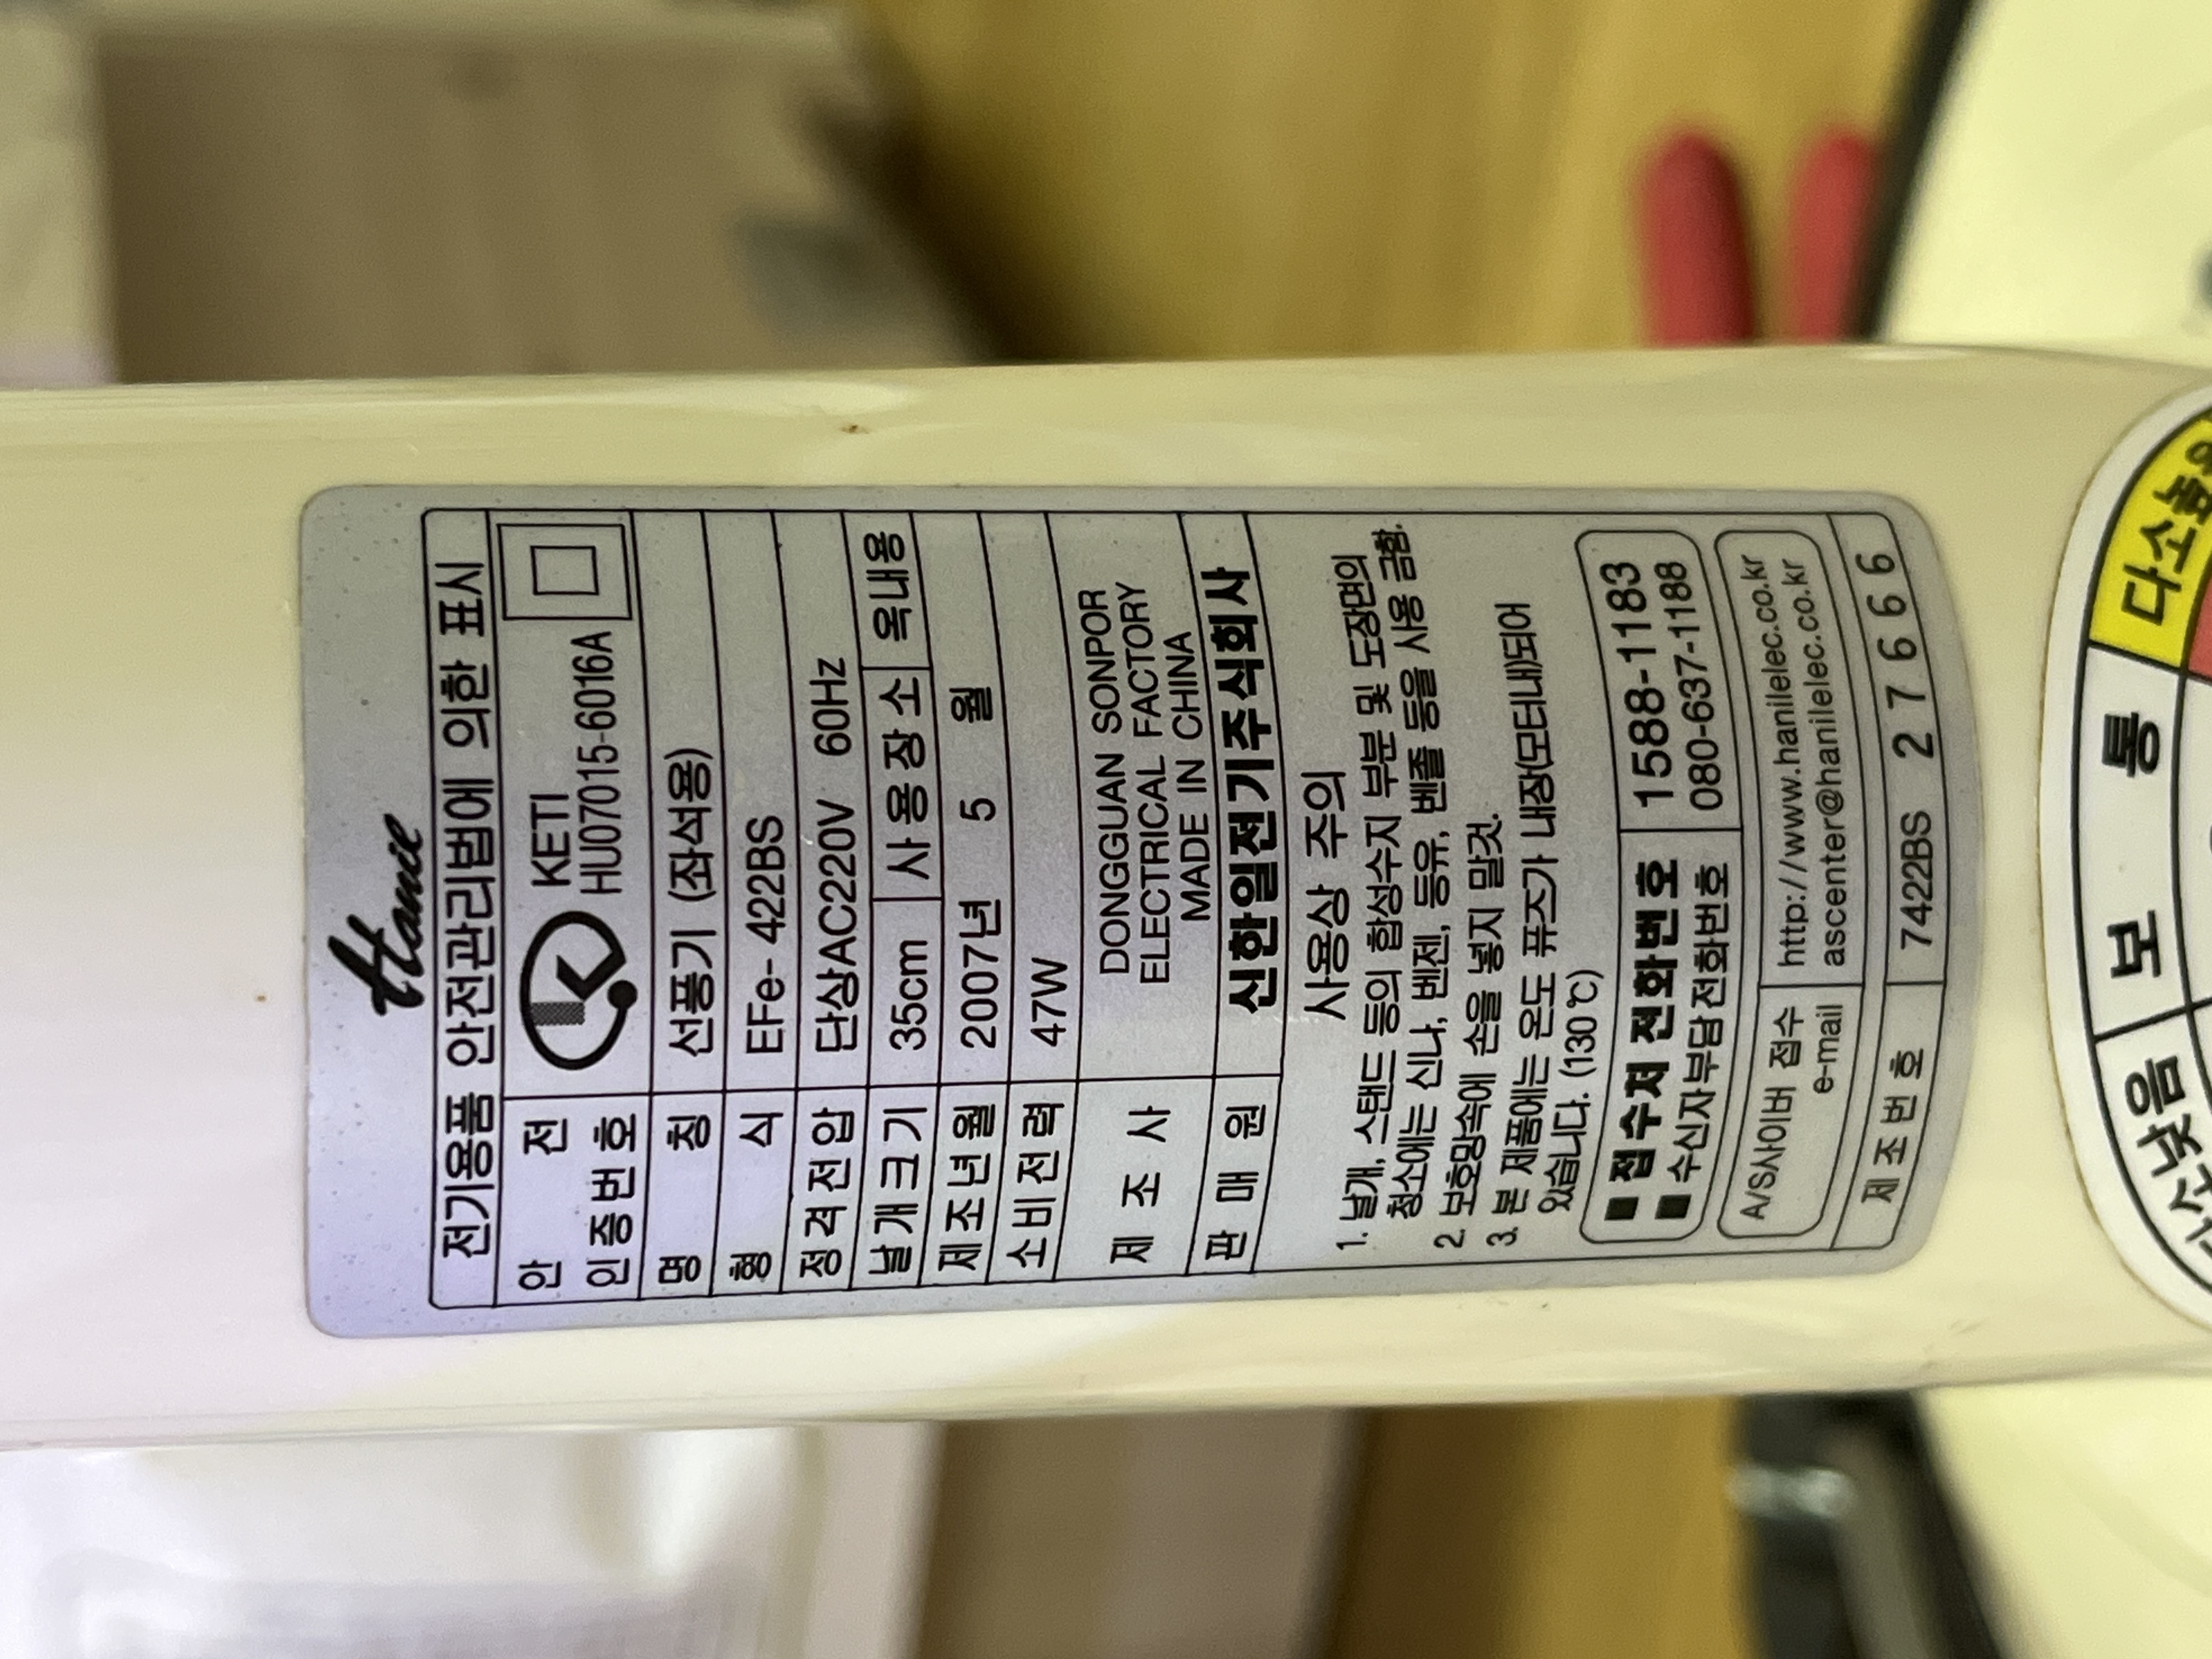 Hanil
전기용품 안전관리법에 의한 표시
안 전 인증번호 KETI
HU07015-6016A
명 칭 선풍기 (좌석용)
형 식 EFe- 422BS
정격전압 단상AC220V 60Hz
날개크기 35cm 사용장소 옥내용
제조년월 2007년 5 월
소비전력 47W
제 조 사 DONGGUAN SONPOR
ELECTRICAL FACTORY
MADE IN CHINA
판 매 원 신한일전기주식회사
사용상 주의
1. 날개, 스탠드 등의 합성수지 부분 및 도장면의
청소에는 신나, 벤젠, 등유, 벤졸 등을 사용 금함.
2. 보호망속에 손을 넣지 말것.
3. 본 제품에는 온도 퓨즈가 내장(모터내)되어
있습니다. (130℃)
■ 접수처 전화번호 1588-1183
■ 수신자부담 전화번호 080-637-1188
A/S사이버 접수 http://www.hanilelec.co.kr
e-mail ascenter@hanilelec.co.kr
제조번호 7422BS 27666
다소낮음
보 통